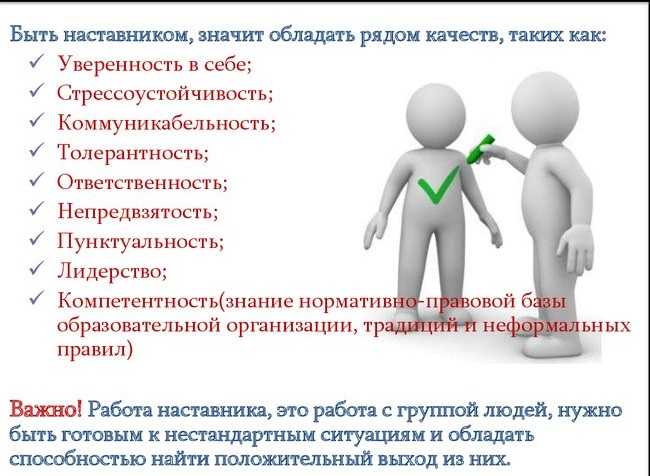 Быть наставником, значит обладать рядом качеств, таких как:
Уверенность в себе;
Стрессоустойчивость;
Коммуникабельность;
Толерантность;
Ответственность;
Непредвзятость;
Пунктуальность;
Лидерство;
Компетентность(знание нормативно-правовой базы
образовательной организации, традиций и неформальных
правил)
Важно! Работа наставника, это работа с группой людей, нужно
быть готовым к нестандартным ситуациям и обладать
способностью найти положительный выход из них.